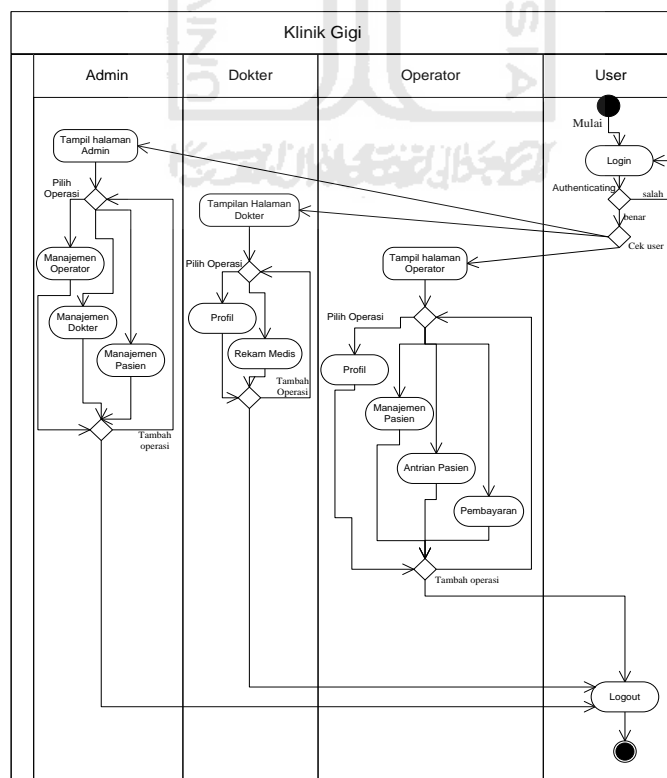 Klinik Gigi
Admin
Dokter
Operator
User
Mulai
Login
Authenticating
salah
benar
Cek user
Tampil halaman
Admin
Pilih
Operasi
Manajemen
Operator
Manajemen
Dokter
Manajemen
Pasien
Tambah
operasi
Tampilan Halaman
Dokter
Pilih Operasi
Profil
Rekam Medis
Tambah
Operasi
Tampil halaman
Operator
Pilih Operasi
Profil
Manajemen
Pasien
Antrian Pasien
Pembayaran
Tambah operasi
Logout